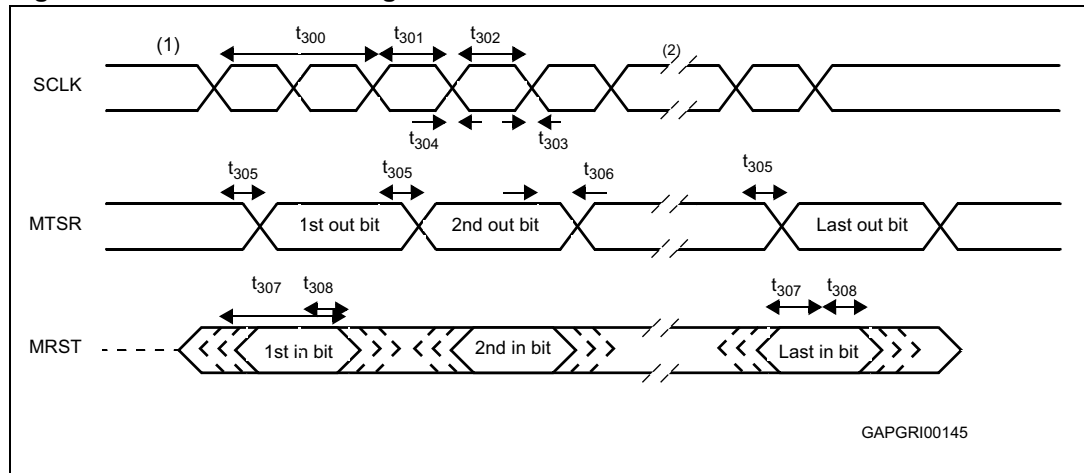 (1) t300 t301 t302 (2)
SCLK
t304 t303
t305 t305 t306 t305
MTSR 1st out bit 2nd out bit Last out bit
t307 t308 t307 t308
MRST 1st in bit 2nd in bit Last in bit
GAPGRI00145